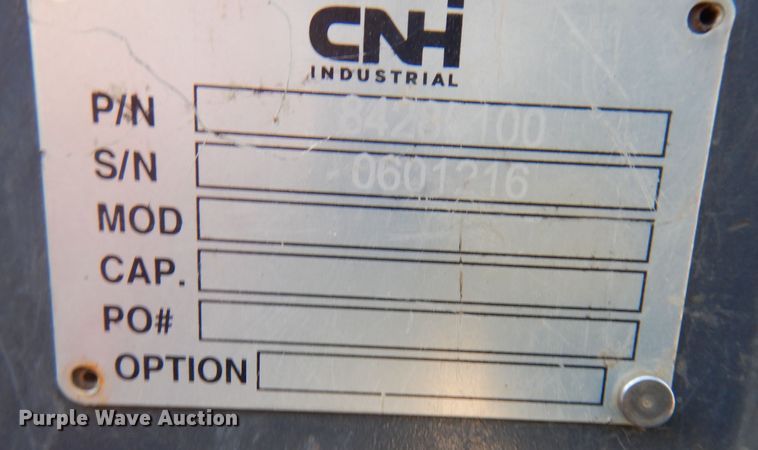 CNH
INDUSTRIAL
P/N
S/N 0601216
MOD
CAP.
PO#
OPTION
Purple Wave Auction